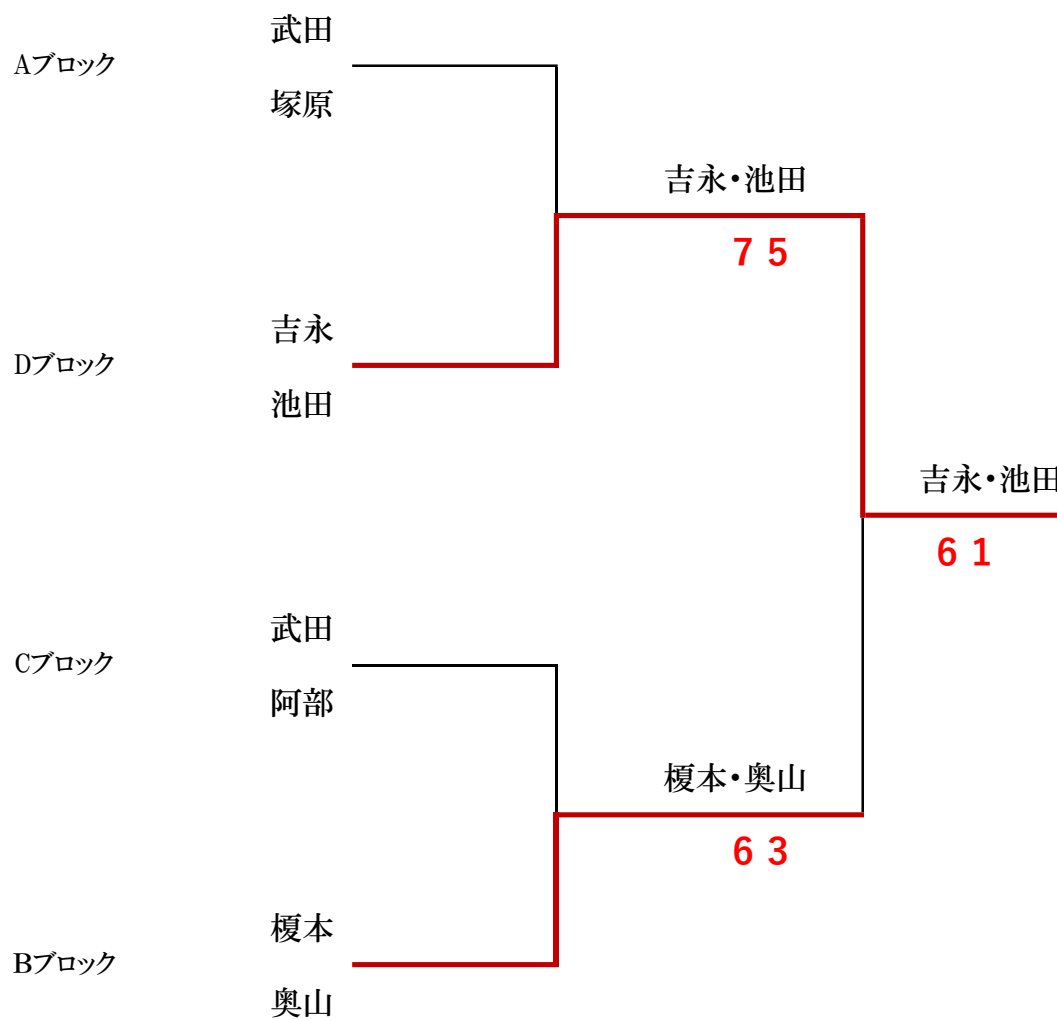 武田
Aブロック
塚原
吉永・池田
7 5
吉永
Dブロック
池田
吉永・池田
6 1
武田
Cブロック
阿部
榎本・奥山
6 3
榎本
Bブロック
奥山